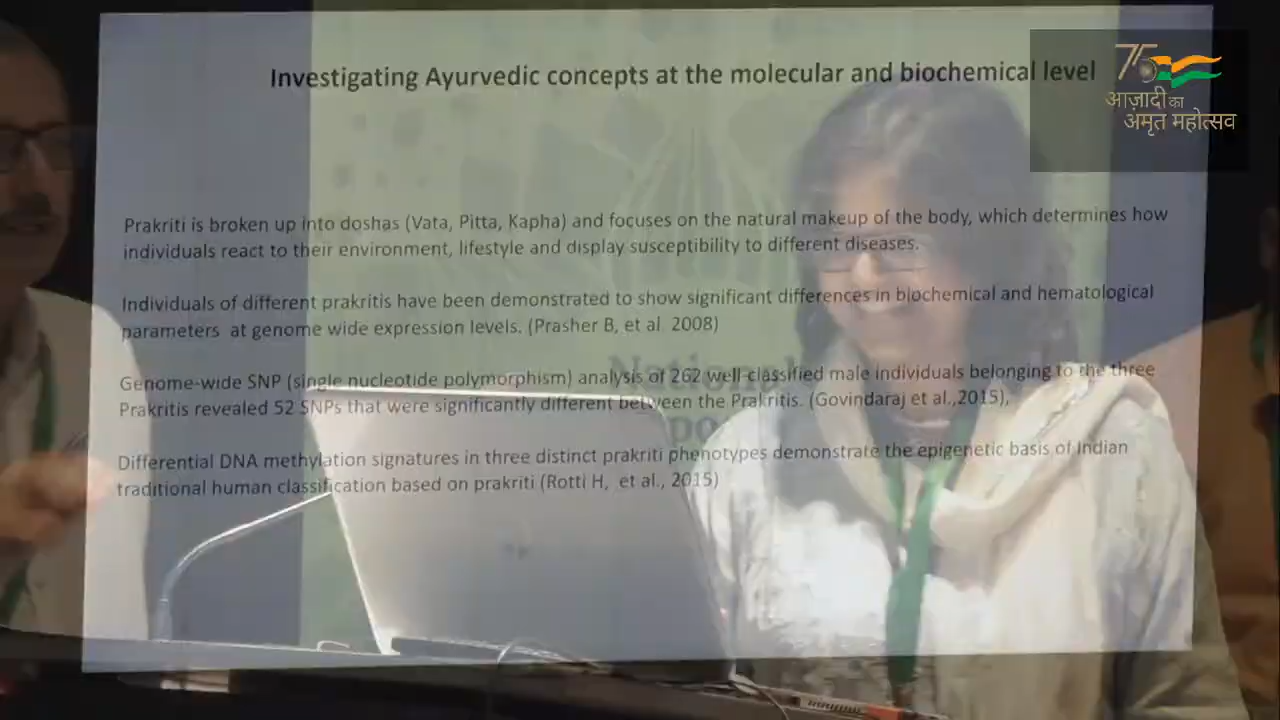 Investigating Ayurvedic concepts at the molecular and biochemical level
75
आज़ादी का
अमृत महोत्सव
Prakriti is broken up into doshas (Vata, Pitta, Kapha) and focuses on the natural makeup of the body, which determines how
individuals react to their environment, lifestyle and display susceptibility to different diseases.
Individuals of different prakritis have been demonstrated to show significant differences in biochemical and hematological
parameters at genome wide expression levels. (Prasher B, et al 2008)
Genome-wide SNP (single nucleotide polymorphism) analysis of 262 well-classified male individuals belonging to the three
Prakritis revealed 52 SNPs that were significantly different between the Prakritis. (Govindaraj et al.,2015),
Differential DNA methylation signatures in three distinct prakriti phenotypes demonstrate the epigenetic basis of Indian
traditional human classification based on prakriti (Rotti H, et al., 2015)